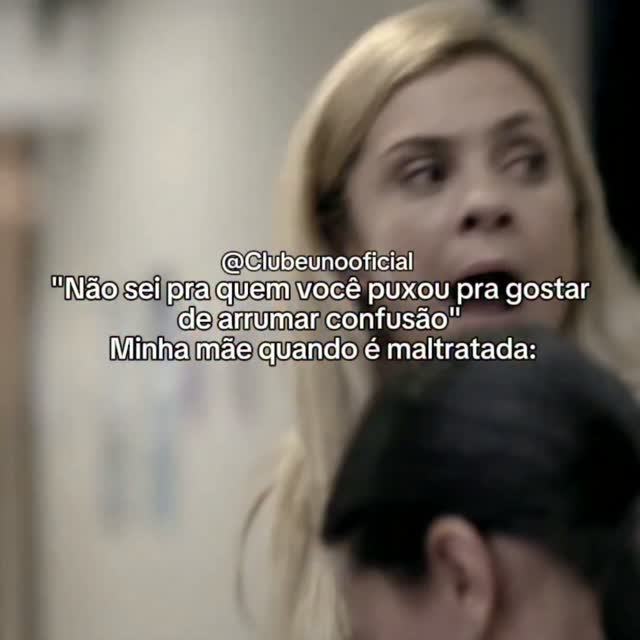 @Clubeunooficial
"Não sei pra quem você puxou pra gostar
de arrumar confusão"
Minha mãe quando é maltratada: